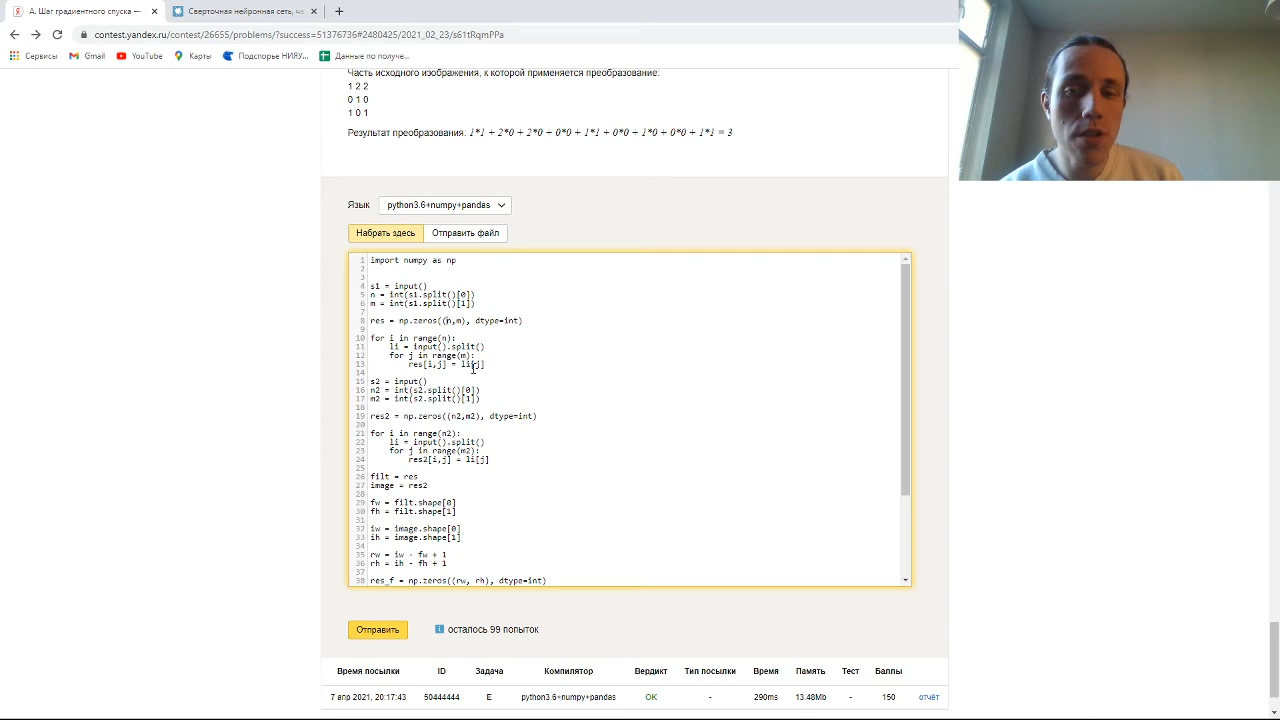 А. Шаг градиентного спуска —
Сверточная нейронная сеть, ча
contest.yandex.ru/contest/26655/problems/?success=51376736#2480425/2021_02_23/s61tRqmPPa
Сервисы
Gmail
YouTube
Карты
Подспорье НИЯУ...
Данные по получе...
Часть исходного изображения, к которой применяется преобразование:
1 2 2
0 1 0
1 0 1
Результат преобразования: 1*1 + 2*0 + 2*0 + 0*0 + 1*1 + 0*0 + 1*0 + 0*0 + 1*1 = 3
Язык python3.6+numpy+pandas
Набрать здесь Отправить файл
1 import numpy as np
2
3
4 s1 = input()
5 n = int(s1.split()[0])
6 m = int(s1.split()[1])
7
8 res = np.zeros((n,m), dtype=int)
9
10 for i in range(n):
11 li = input().split()
12 for j in range(m):
13 res[i,j] = li[j]
14
15 s2 = input()
16 n2 = int(s2.split()[0])
17 m2 = int(s2.split()[1])
18
19 res2 = np.zeros((n2,m2), dtype=int)
20
21 for i in range(n2):
22 li = input().split()
23 for j in range(m2):
24 res2[i,j] = li[j]
25
26 filt = res
27 image = res2
28
29 fw = filt.shape[0]
30 fh = filt.shape[1]
31
32 iw = image.shape[0]
33 ih = image.shape[1]
34
35 rw = iw - fw + 1
36 rh = ih - fh + 1
37
38 res_f = np.zeros((rw, rh), dtype=int)
Отправить
осталось 99 попыток
Время посылки ID Задача Компилятор Вердикт Тип посылки Время Память Тест Баллы
7 апр 2021, 20:17:43 50444444 E python3.6+numpy+pandas OK - 290ms 13.48Mb - 150 отчёт